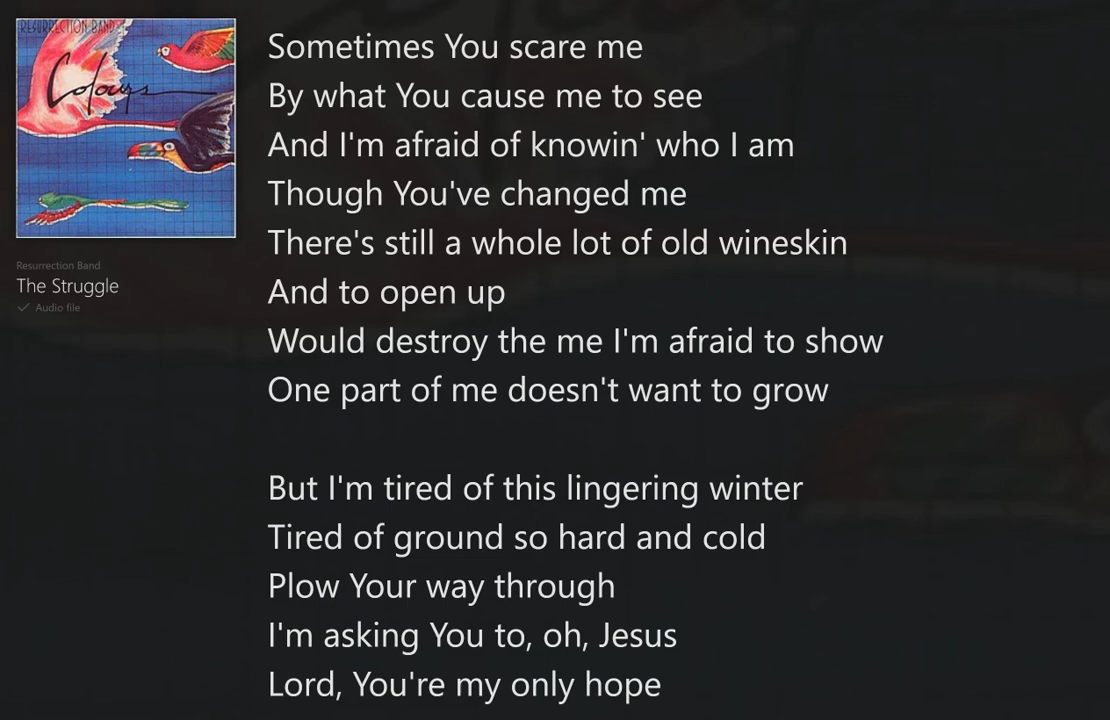 RESURRECTION BAND
Colours
Resurrection Band
The Struggle
Audio file
Sometimes You scare me
By what You cause me to see
And I'm afraid of knowin' who I am
Though You've changed me
There's still a whole lot of old wineskin
And to open up
Would destroy the me I'm afraid to show
One part of me doesn't want to grow
But I'm tired of this lingering winter
Tired of ground so hard and cold
Plow Your way through
I'm asking You to, oh, Jesus
Lord, You're my only hope